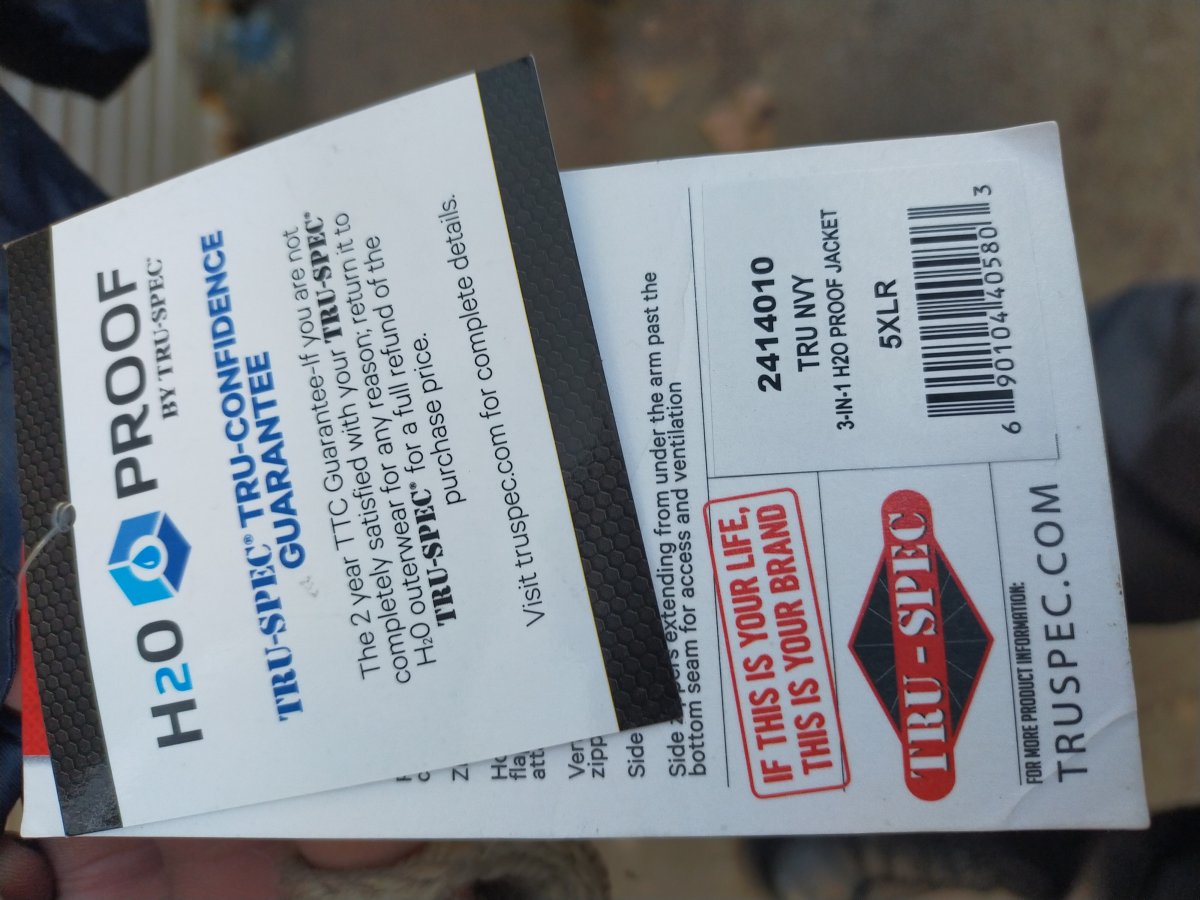 H2O PROOF
BY TRU-SPEC®
TRU-SPEC® TRU-CONFIDENCE
GUARANTEE
The 2 year TTC Guarantee-If you are not
completely satisfied with your TRU-SPEC®
H2O outerwear for any reason; return it to
TRU-SPEC® for a full refund of the
purchase price.
Visit truspec.com for complete details.
Side
Side extending from under the arm past the
bottom seam for access and ventilation
IF THIS IS YOUR LIFE,
THIS IS YOUR BRAND
TRU-SPEC
FOR MORE PRODUCT INFORMATION:
TRUSPEC.COM
2414010
TRU NVY
3-IN-1 H2O PROOF JACKET
5XLR
6 90104 40580 3